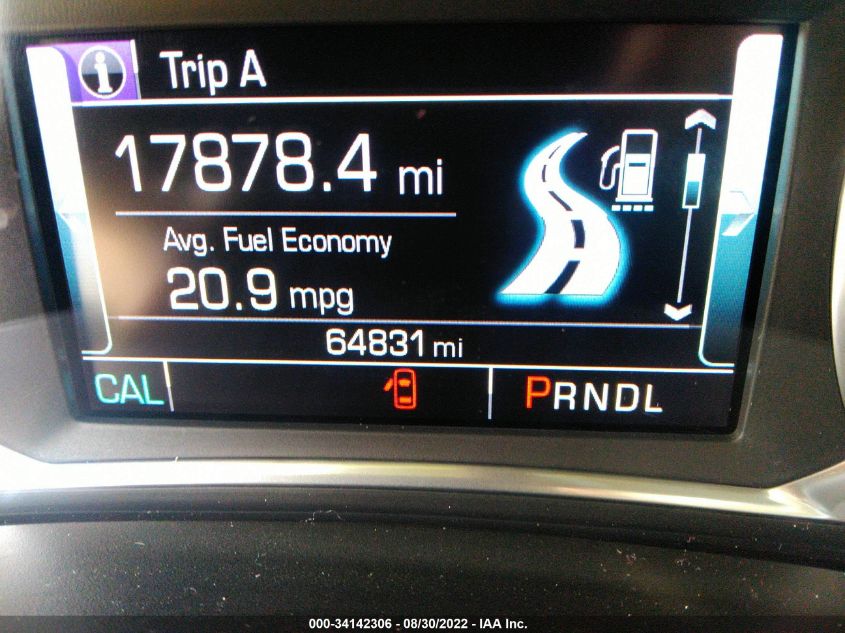 i Trip A
17878.4 mi
Avg. Fuel Economy
20.9 mpg
64831 mi
CAL PRNDL
000-34142306 - 08/30/2022 - IAA Inc.